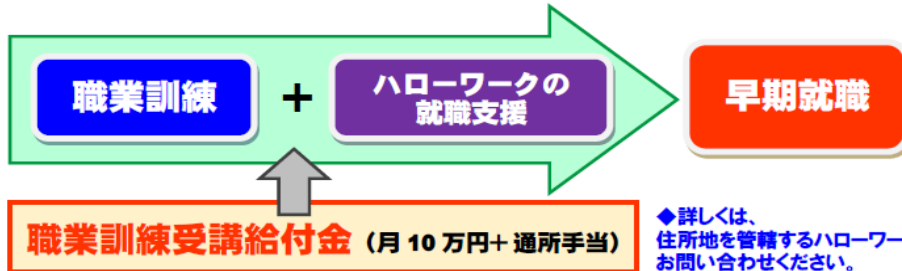 職業訓練
+
ハローワークの
就職支援
早期就職
職業訓練受講給付金（月10万円＋通所手当）
◆詳しくは、
住所地を管轄するハローワー
お問い合わせください。